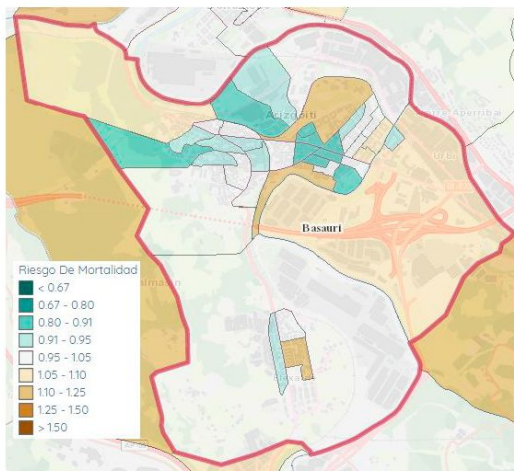 Arizgoiti
Basauri
Riesgo De Mortalidad
< 0.67
0.67 - 0.80
0.80 - 0.91
0.91 - 0.95
0.95 - 1.05
1.05 - 1.10
1.10 - 1.25
1.25 - 1.50
> 1.50